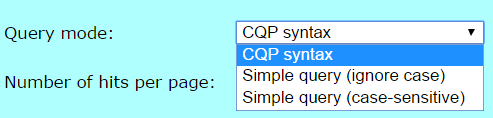 Query mode: CQP syntax
CQP syntax
Number of hits per page: Simple query (ignore case)
Simple query (case-sensitive)